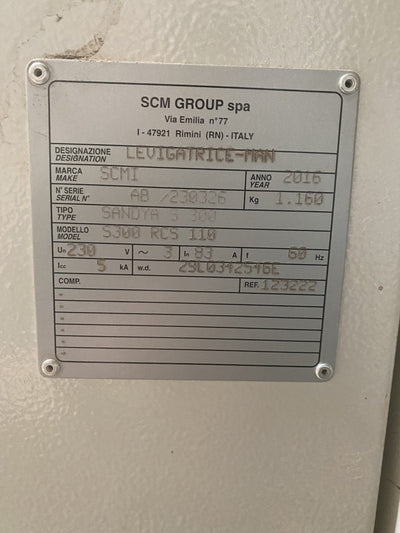 SCM GROUP spa
Via Emilia n°77
I - 47921 Rimini (RN) - ITALY
DESIGNAZIONE DESIGNATION LEVIGATRICE-MAN
MARCA MAKE SCMI ANNO YEAR 2016
N° SERIE SERIAL N° AB /230326 Kg 1.160
TIPO TYPE SANDYA S 300
MODELLO MODEL S300 RCS 110
Un 230 V ~ 3 In 83 A f 60 Hz
Icc 5 kA w.d. 29L0342546E
COMP. REF. 123222